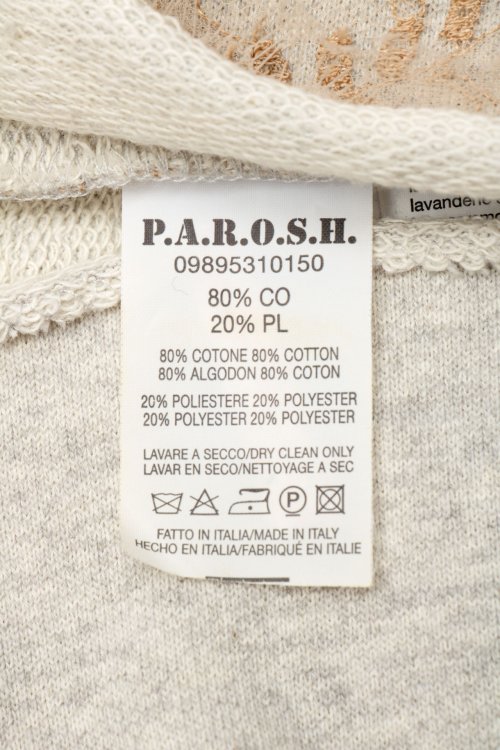 P.A.R.O.S.H.
09895310150
80% CO
20% PL
80% COTONE 80% COTTON
80% ALGODON 80% COTON
20% POLIESTERE 20% POLYESTER
20% POLYESTER 20% POLYESTER
LAVARE A SECCO/DRY CLEAN ONLY
LAVAR EN SECO/NETTOYAGE A SEC
P
FATTO IN ITALIA/MADE IN ITALY
HECHO EN ITALIA/FABRIQUÉ EN ITALIE